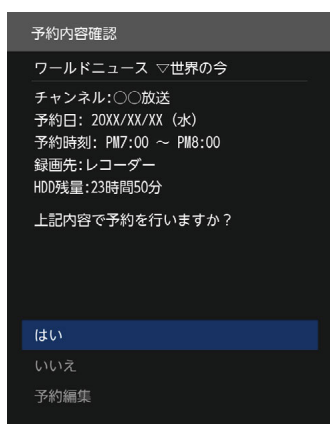 予約内容確認
ワールドニュース ▽世界の今
チャンネル:○○放送
予約日: 20XX/XX/XX (水)
予約時刻: PM7:00 ～ PM8:00
録画先:レコーダー
HDD残量:23時間50分
上記内容で予約を行いますか？
はい
いいえ
予約編集